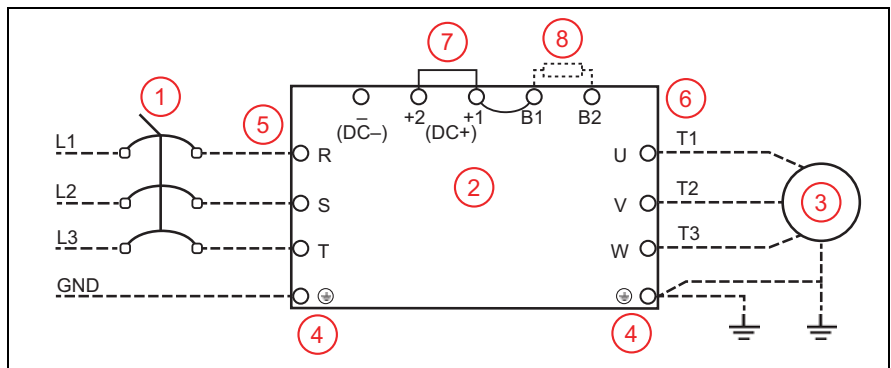 7 8
1 5 6
– +2 +1 B1 B2
(DC–) (DC+)
L1 R U T1
2
L2 S V T2 3
L3 T W T3
GND
4 4